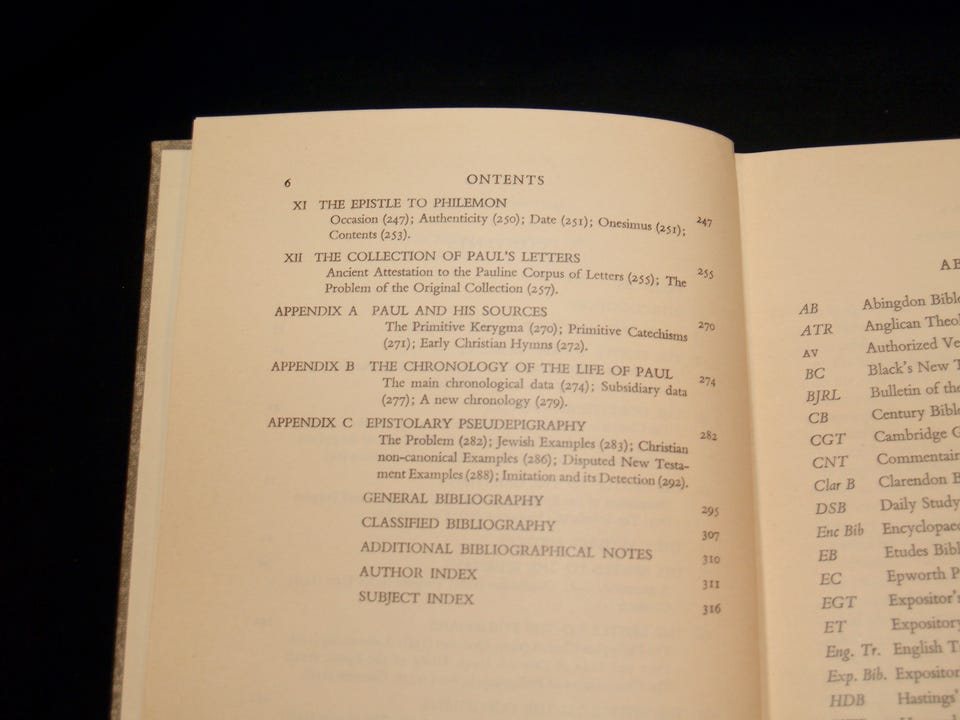 6 ONTENTS
XI THE EPISTLE TO PHILEMON 247
Occasion (247); Authenticity (250); Date (251); Onesimus (251);
Contents (253).
XII THE COLLECTION OF PAUL'S LETTERS 255
Ancient Attestation to the Pauline Corpus of Letters (255); The
Problem of the Original Collection (257).
APPENDIX A PAUL AND HIS SOURCES 270
The Primitive Kerygma (270); Primitive Catechisms
(271); Early Christian Hymns (272).
APPENDIX B THE CHRONOLOGY OF THE LIFE OF PAUL 274
The main chronological data (274); Subsidiary data
(277); A new chronology (279).
APPENDIX C EPISTOLARY PSEUDEPIGRAPHY 282
The Problem (282); Jewish Examples (283); Christian
non-canonical Examples (286); Disputed New Testa-
ment Examples (288); Imitation and its Detection (292).
GENERAL BIBLIOGRAPHY 295
CLASSIFIED BIBLIOGRAPHY 307
ADDITIONAL BIBLIOGRAPHICAL NOTES 310
AUTHOR INDEX 311
SUBJECT INDEX 316
AB
AB Abingdon Bibl
ATR Anglican Theol
AV Authorized Ve
BC Black's New T
BJRL Bulletin of the
CB Century Bibl
CGT Cambridge G
CNT Commentair
Clar B Clarendon B
DSB Daily Study
Enc Bib Encyclopaed
EB Etudes Bibl
EC Epworth P
EGT Expositor's
ET Expository
Eng. Tr. English T
Exp. Bib. Expositor
HDB Hastings'